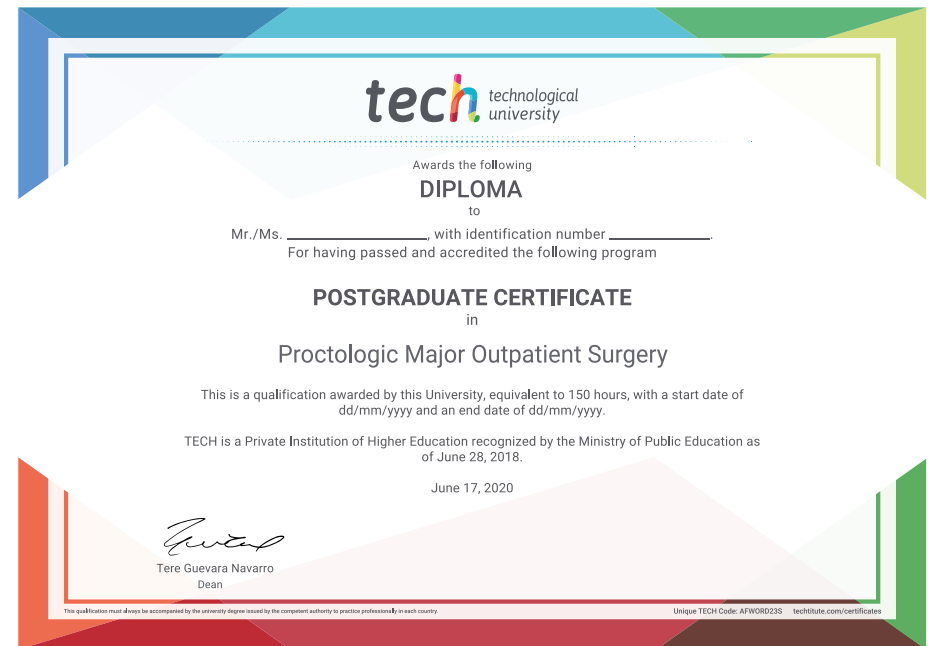 tech technological
university
Awards the following
DIPLOMA
to
Mr./Ms. ____________________, with identification number ______________.
For having passed and accredited the following program
POSTGRADUATE CERTIFICATE
in
Proctologic Major Outpatient Surgery
This is a qualification awarded by this University, equivalent to 150 hours, with a start date of
dd/mm/yyyy and an end date of dd/mm/yyyy.
TECH is a Private Institution of Higher Education recognized by the Ministry of Public Education as
of June 28, 2018.
June 17, 2020
Tere Guevara Navarro
Dean
This qualification must always be accompanied by the university degree issued by the competent authority to practice professionally in each country.
Unique TECH Code: AFWORD23S techtitute.com/certificates